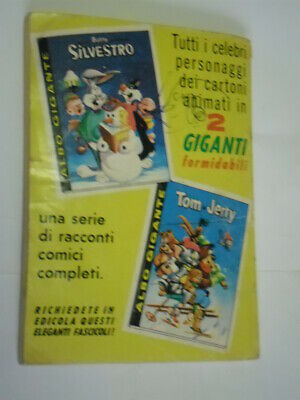 Bunny
SILVESTRO
ALBO GIGANTE
Tutti i celebri
personaggi
dei cartoni
animati in
2
GIGANTI
formidabili
Tom e Jerry
ALBO GIGANTE
una serie
di racconti
comici
completi.
RICHIEDETE IN
EDICOLA QUESTI
ELEGANTI FASCICOLI!